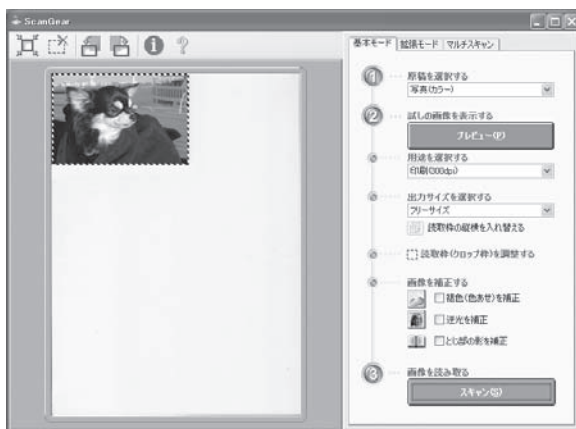 ScanGear
基本モード 拡張モード マルチスキャン
1 原稿を選択する
写真(カラー)
2 試しの画像を表示する
プレビュー(P)
用途を選択する
印刷(300dpi)
出力サイズを選択する
フリーサイズ
読取枠の縦横を入れ替える
読取枠(クロップ枠)を調整する
画像を補正する
褪色(色あせ)を補正
逆光を補正
とじ部の影を補正
3 画像を読み取る
スキャン(S)